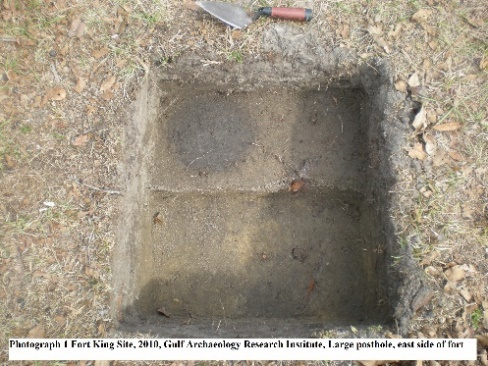 Photograph 1 Fort King Site, 2010, Gulf Archaeology Research Institute, Large posthole, east side of fort